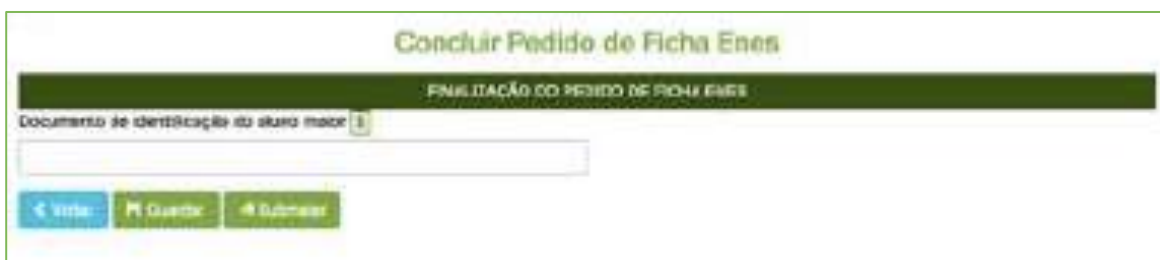 Concluir Pedido de Ficha Enes
FINALIZAÇÃO DO PEDIDO DE FICHA ENES
Documento de identificação do aluno maior
Voltar Guardar Submeter